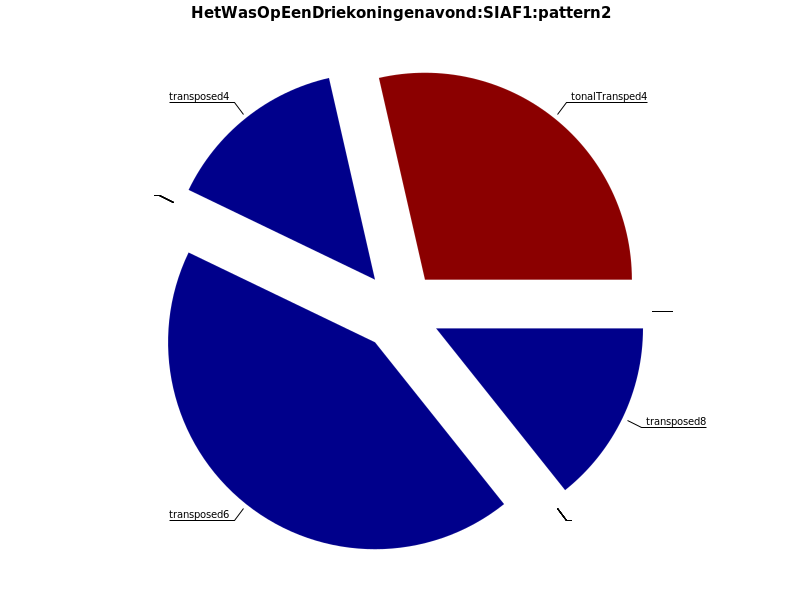 HetWasOpEenDriekoningenavond:SIAF1:pattern2
transposed4
tonalTransped4
transposed8
transposed6